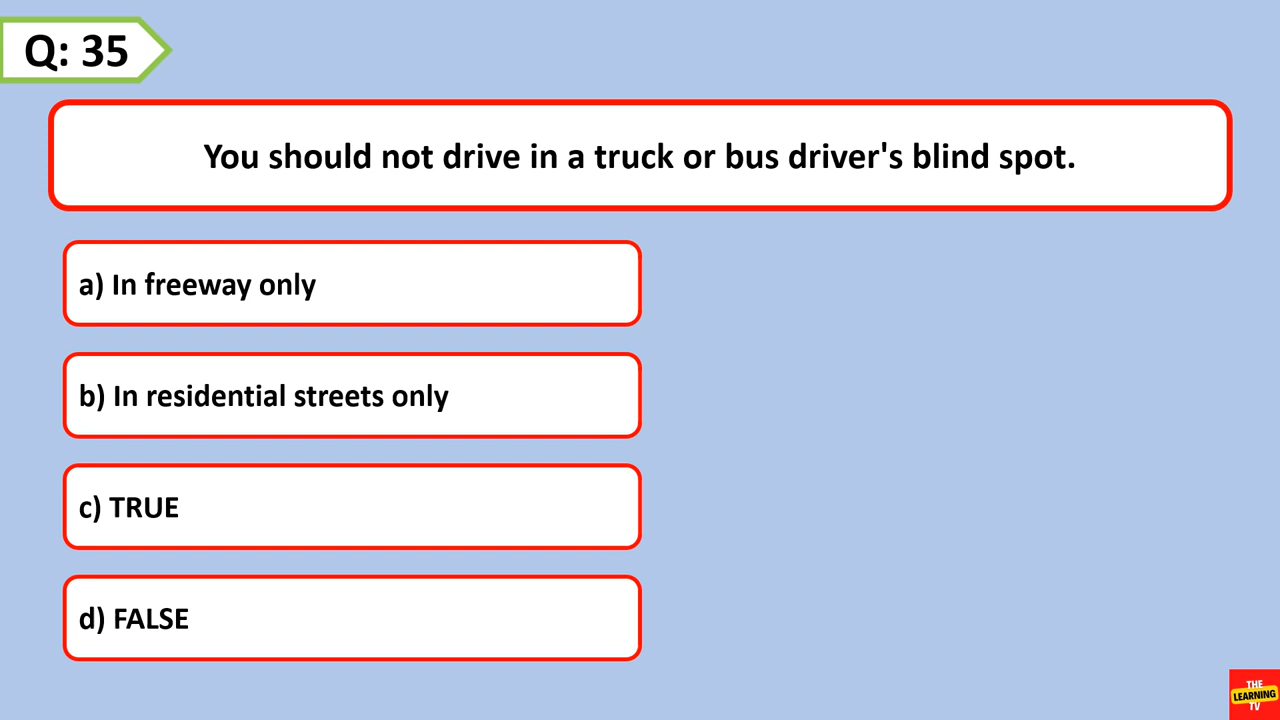 Q: 35
You should not drive in a truck or bus driver's blind spot.
a) In freeway only
b) In residential streets only
c) TRUE
d) FALSE
THE
LEARNING
TV